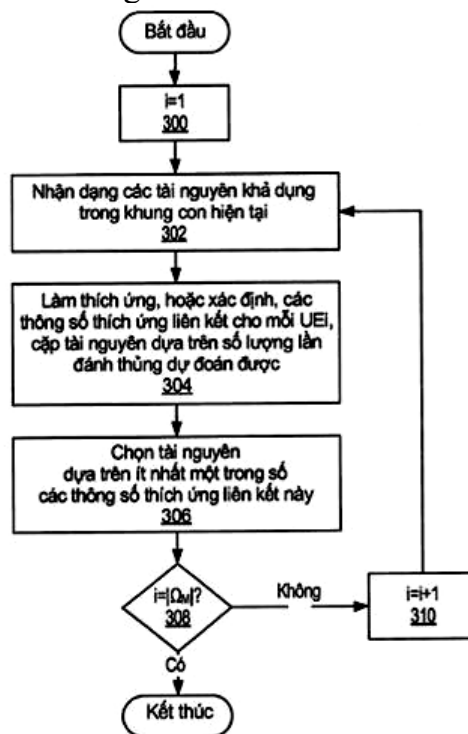 Bắt đầu
i=1
300
Nhận dạng các tài nguyên khả dụng
trong khung con hiện tại
302
Làm thích ứng, hoặc xác định, các
thông số thích ứng liên kết cho mỗi UEi,
cặp tài nguyên dựa trên số lượng lần
đánh thủng dự đoán được
304
Chọn tài nguyên
dựa trên ít nhất một trong số
các thông số thích ứng liên kết này
306
i=|ΩM|?
308
Không
i=i+1
310
Có
Kết thúc